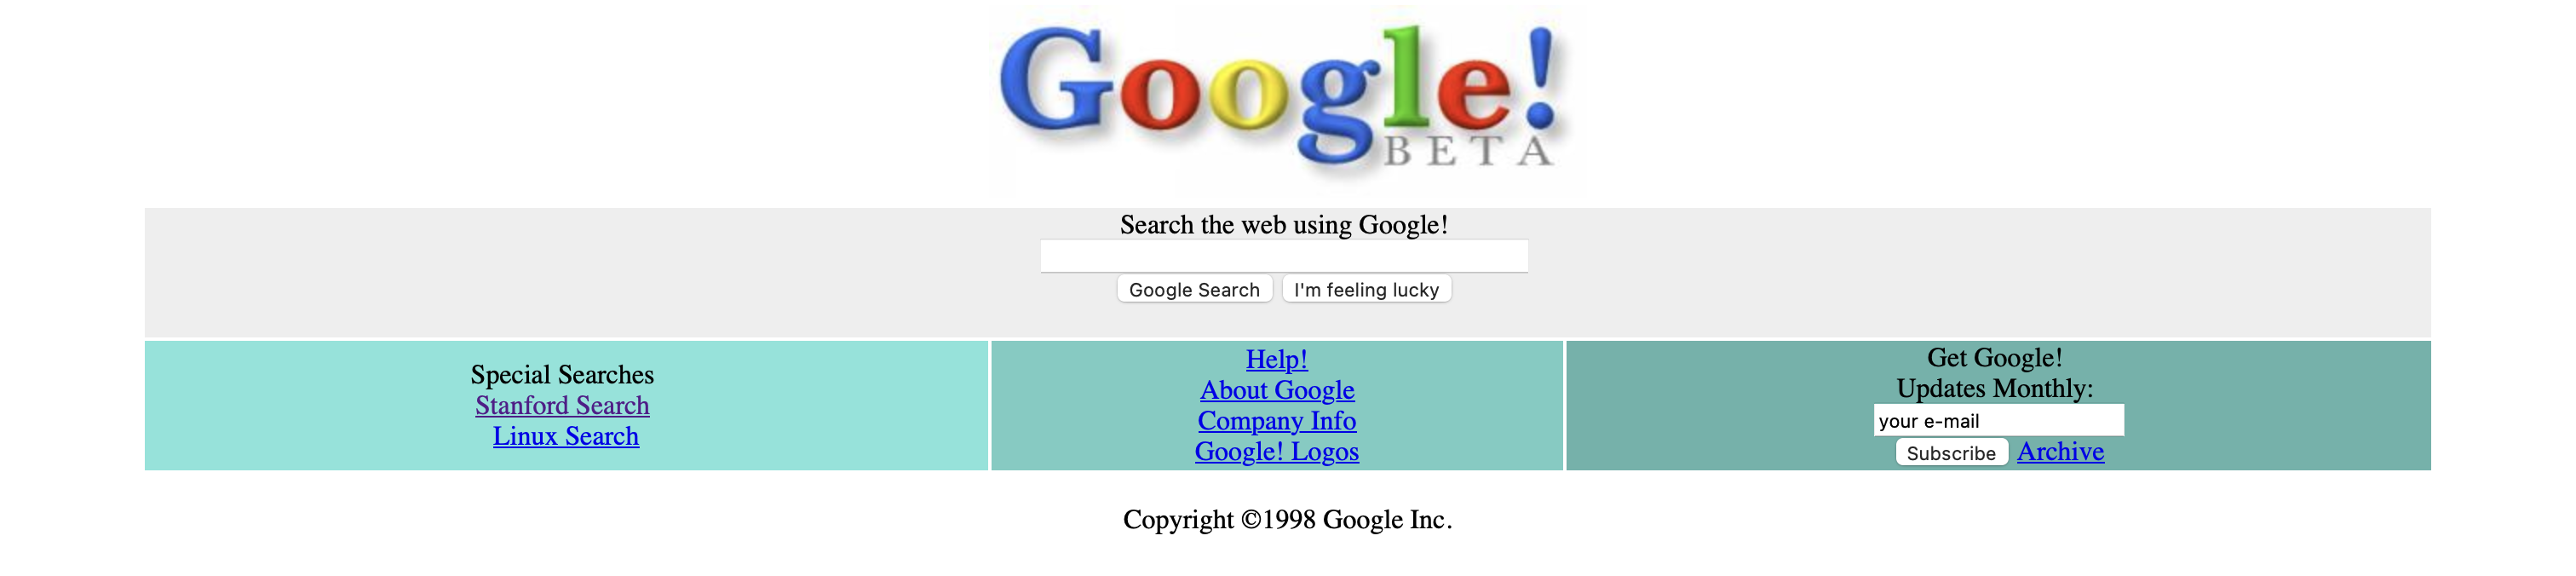 Google!
BETA
Search the web using Google!
Google Search I'm feeling lucky
Special Searches
Stanford Search
Linux Search
Help!
About Google
Company Info
Google! Logos
Get Google!
Updates Monthly:
your e-mail
Subscribe Archive
Copyright ©1998 Google Inc.